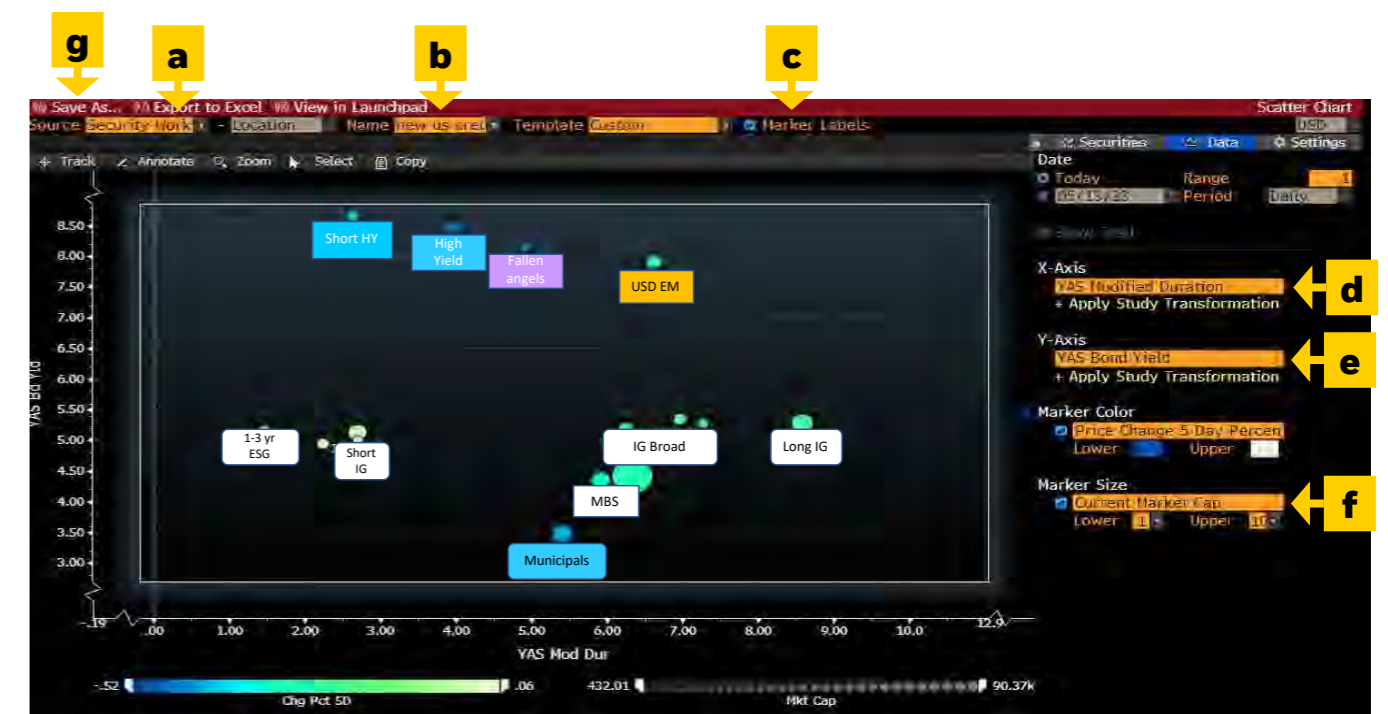 g
a
b
c
Save As... Export to Excel View in Launchpad Scatter Chart
Source Security Work - Location Name new us cred Template Custom Marker Labels USD
Track Annotate Zoom Select Copy
Securities Data Settings
Date
Today Range 1
05/15/23 Period Daily
X-Axis
YAS Modified Duration
+ Apply Study Transformation
d
Y-Axis
YAS Bond Yield
+ Apply Study Transformation
e
Marker Color
Price Change 5 Day Percen
Lower Upper
Marker Size
Current Market Cap
Lower 1 Upper 10
f
YAS Bd Yld
8.50
8.00
7.50
7.00
6.50
6.00
5.50
5.00
4.50
4.00
3.50
3.00
Short HY
High
Yield
Fallen
angels
USD EM
1-3 yr
ESG
Short
IG
IG Broad
Long IG
MBS
Municipals
-.19 .00 1.00 2.00 3.00 4.00 5.00 6.00 7.00 8.00 9.00 10.0 12.9
YAS Mod Dur
-.52 .06 432.01 90.37k
Chg Pct 5D Mkt Cap